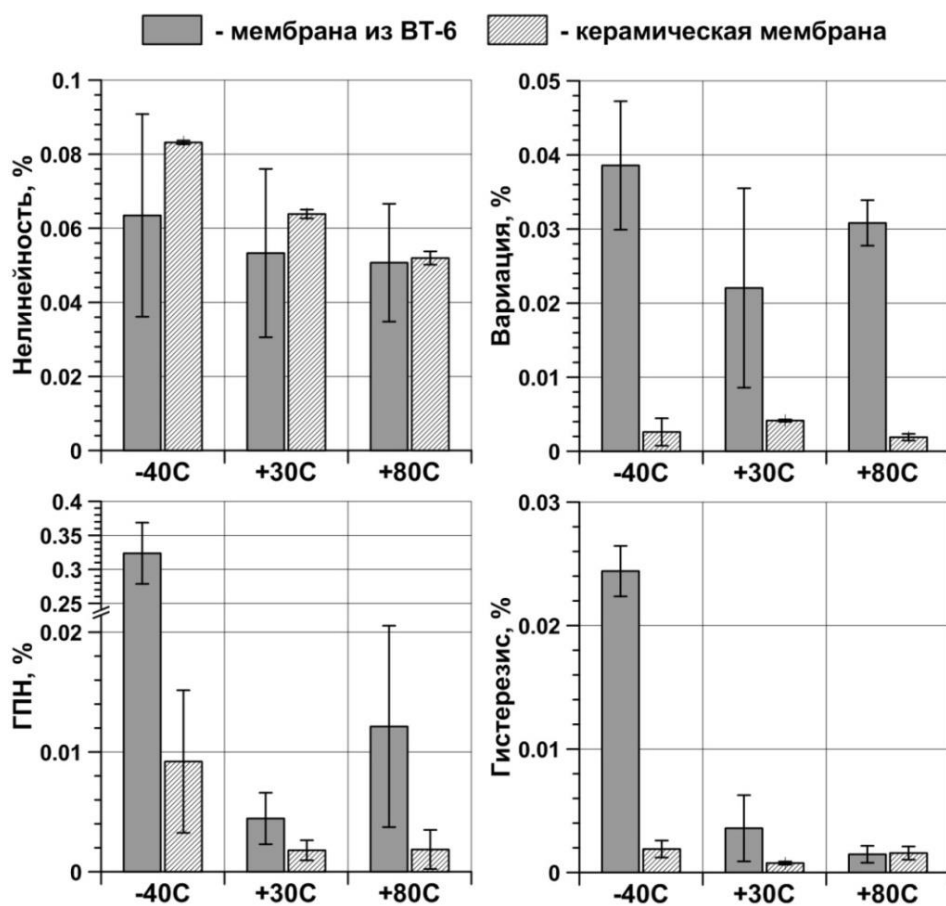 - мембрана из ВТ-6 - керамическая мембрана
Нелинейность, %
0.1
0.08
0.06
0.04
0.02
0
-40C +30C +80C
Вариация, %
0.05
0.04
0.03
0.02
0.01
0
-40C +30C +80C
ГПН, %
0.4
0.35
0.3
0.25
0.02
0.01
0
-40C +30C +80C
Гистерезис, %
0.03
0.02
0.01
0
-40C +30C +80C